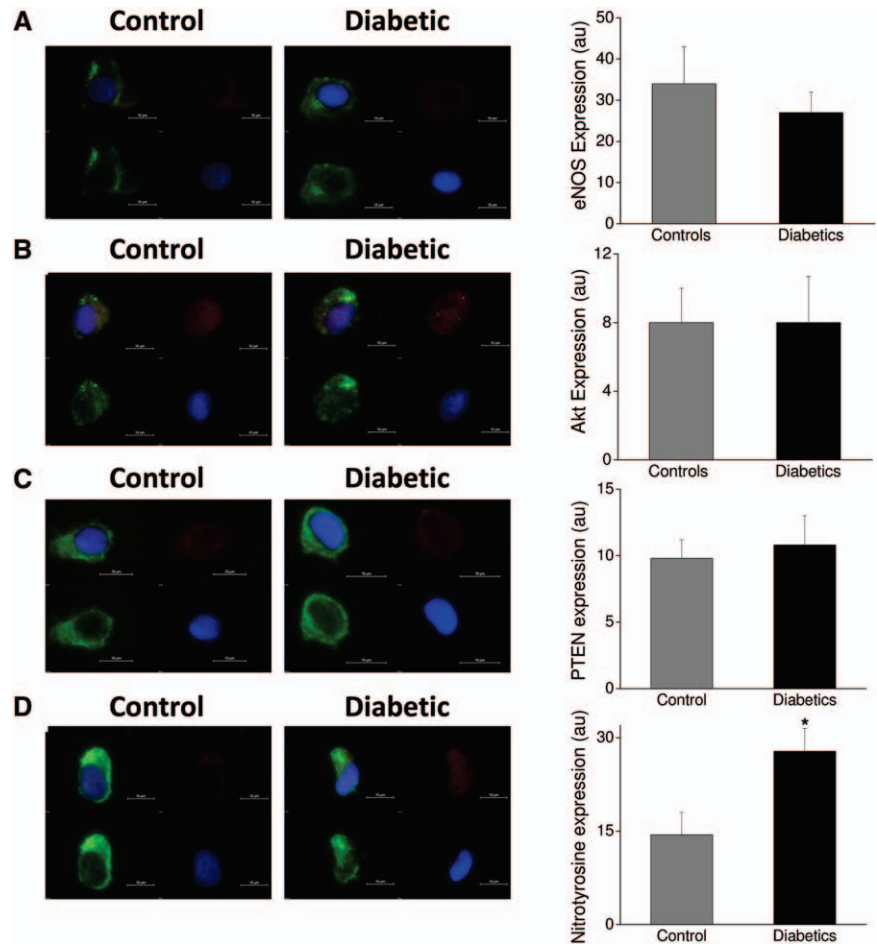 A
Control
Diabetic
50
40
30
20
10
0
eNOS Expression (au)
Controls
Diabetics
B
Control
Diabetic
12
8
4
0
Akt Expression (au)
Controls
Diabetics
C
Control
Diabetic
15
10
5
0
PTEN expression (au)
Control
Diabetics
D
Control
Diabetic
30
15
0
Nitrotyrosine expression (au)
*
Control
Diabetics